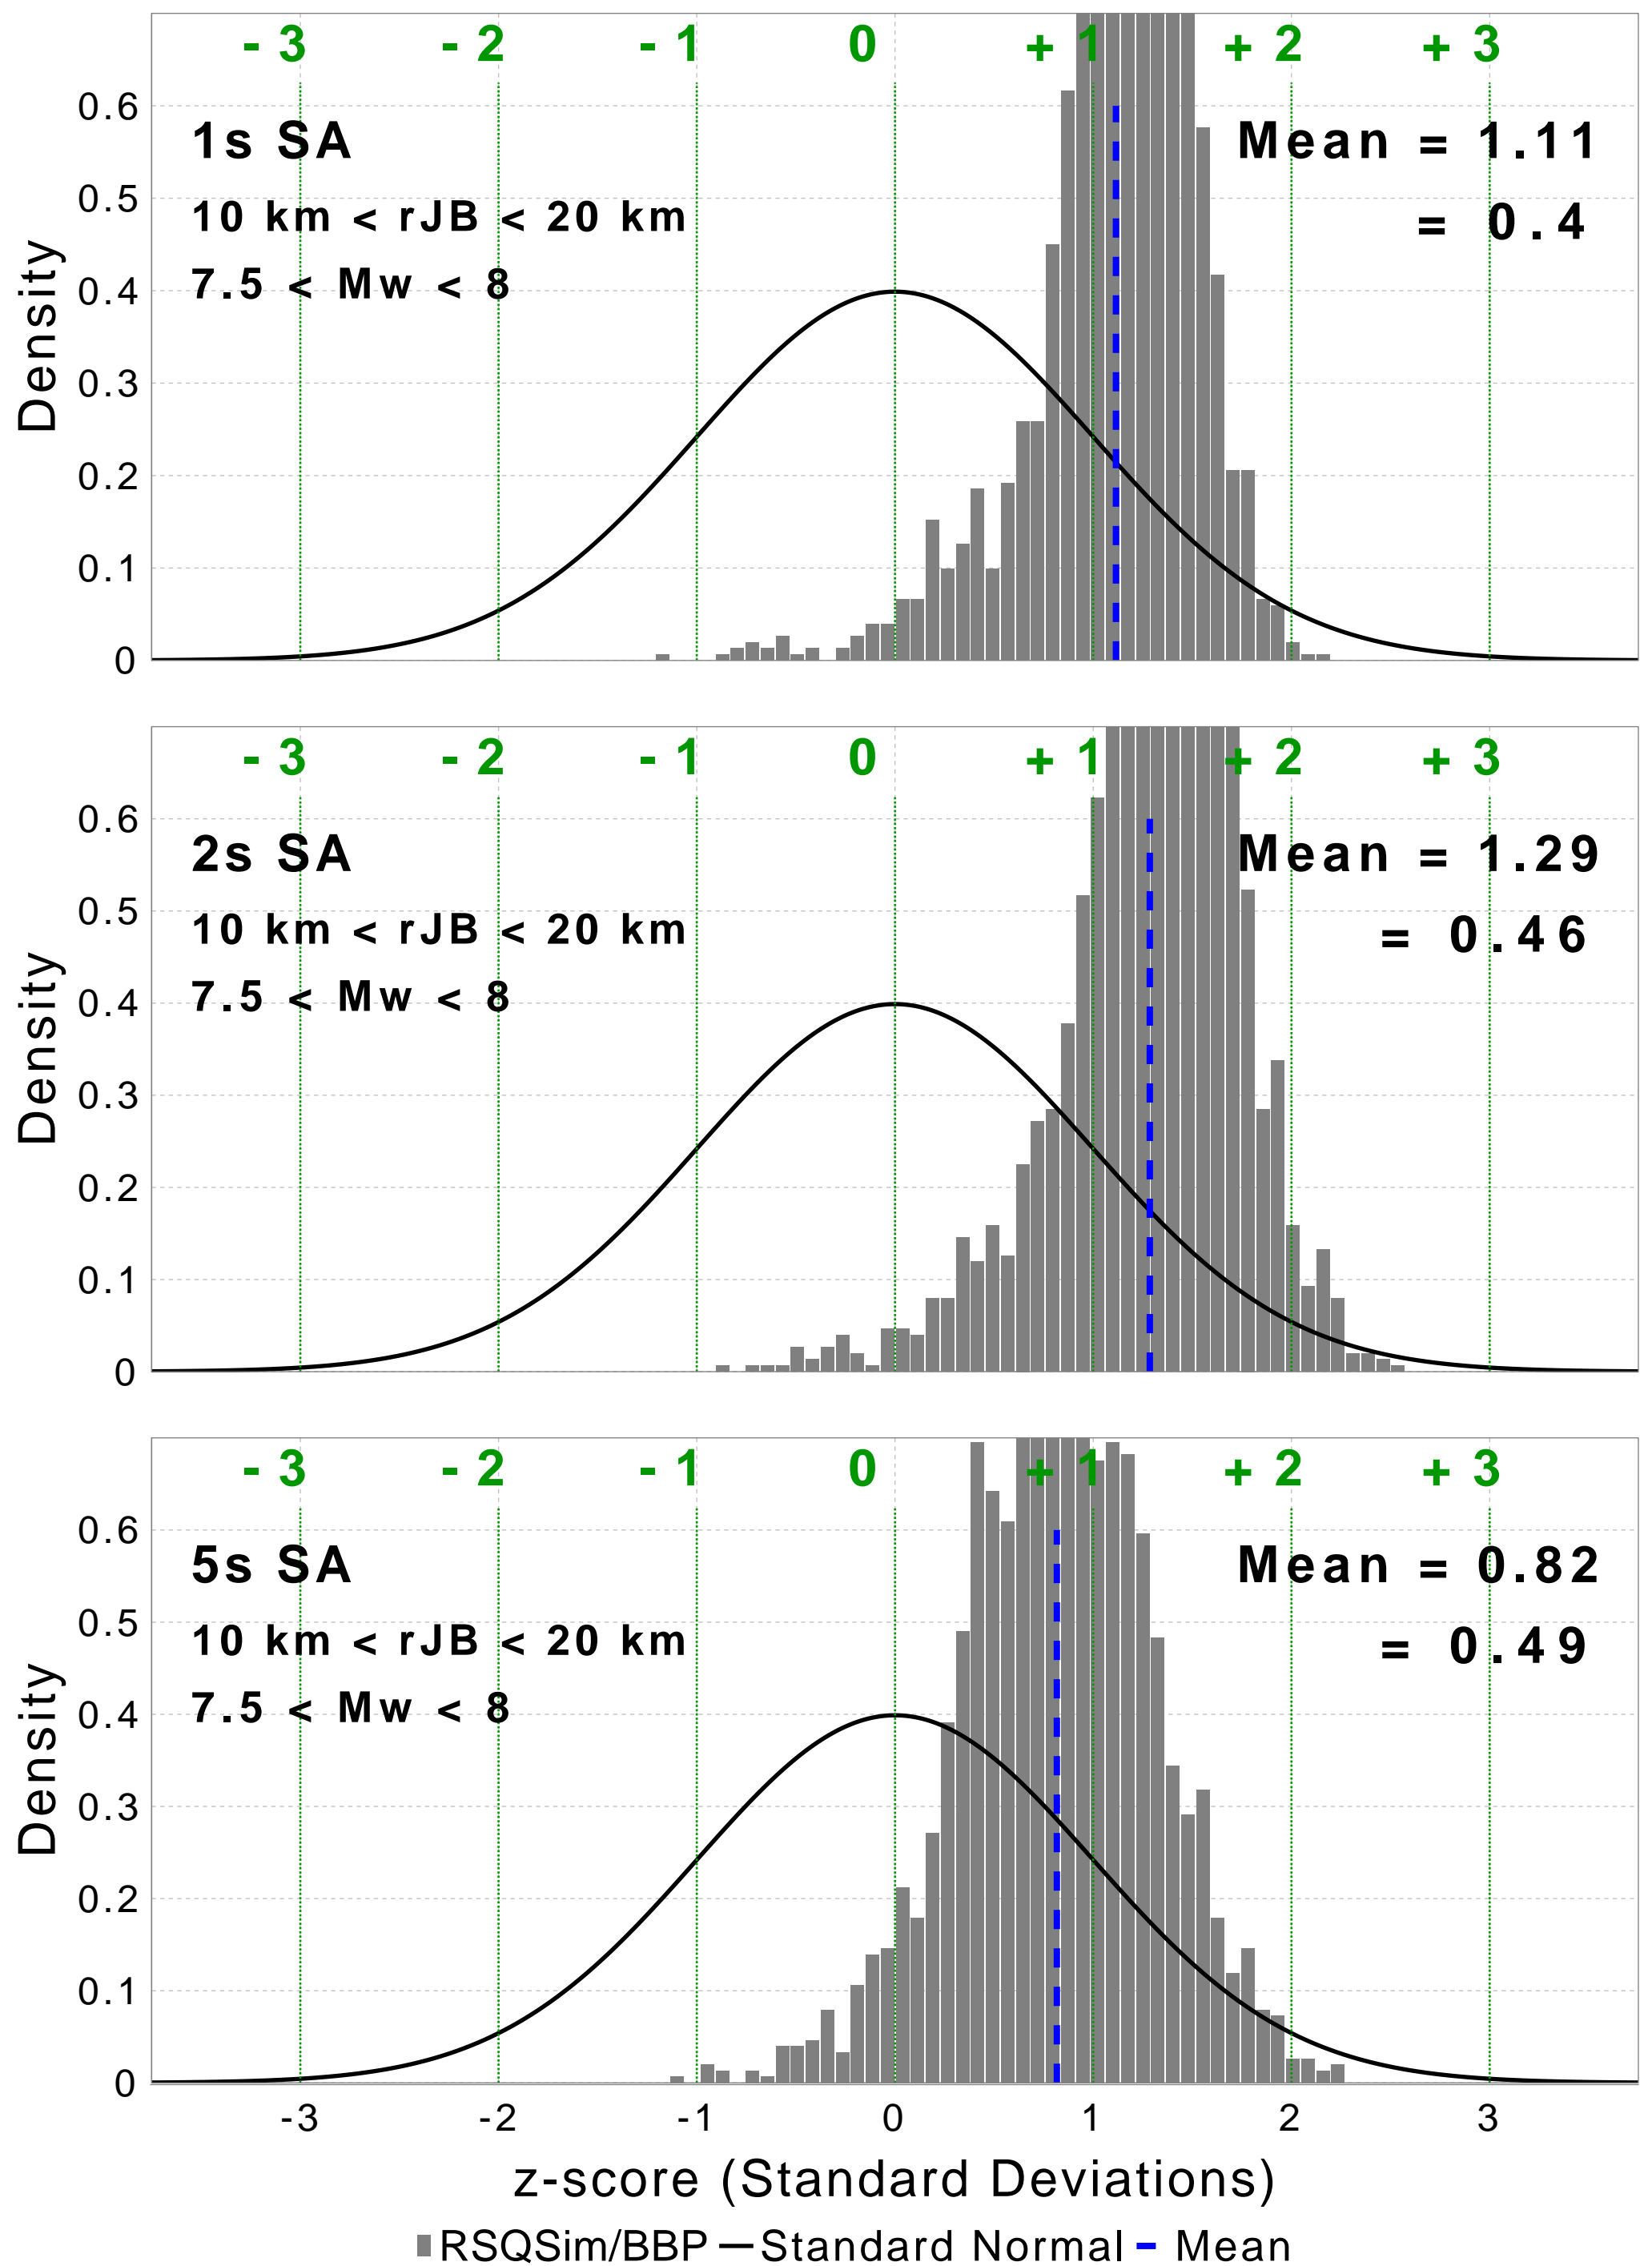 - 3 - 2 - 1 0 + 1 + 2 + 3
0.6
1s SA Mean = 1.11
0.5
10 km < rJB < 20 km = 0.4
7.5 < Mw < 8
0.4
Density
0.3
0.2
0.1
0
- 3 - 2 - 1 0 + 1 + 2 + 3
0.6
2s SA Mean = 1.29
0.5
10 km < rJB < 20 km = 0.46
7.5 < Mw < 8
0.4
Density
0.3
0.2
0.1
0
- 3 - 2 - 1 0 + 1 + 2 + 3
0.6
5s SA Mean = 0.82
0.5
10 km < rJB < 20 km = 0.49
7.5 < Mw < 8
0.4
Density
0.3
0.2
0.1
0
-3 -2 -1 0 1 2 3
z-score (Standard Deviations)
RSQSim/BBP Standard Normal Mean